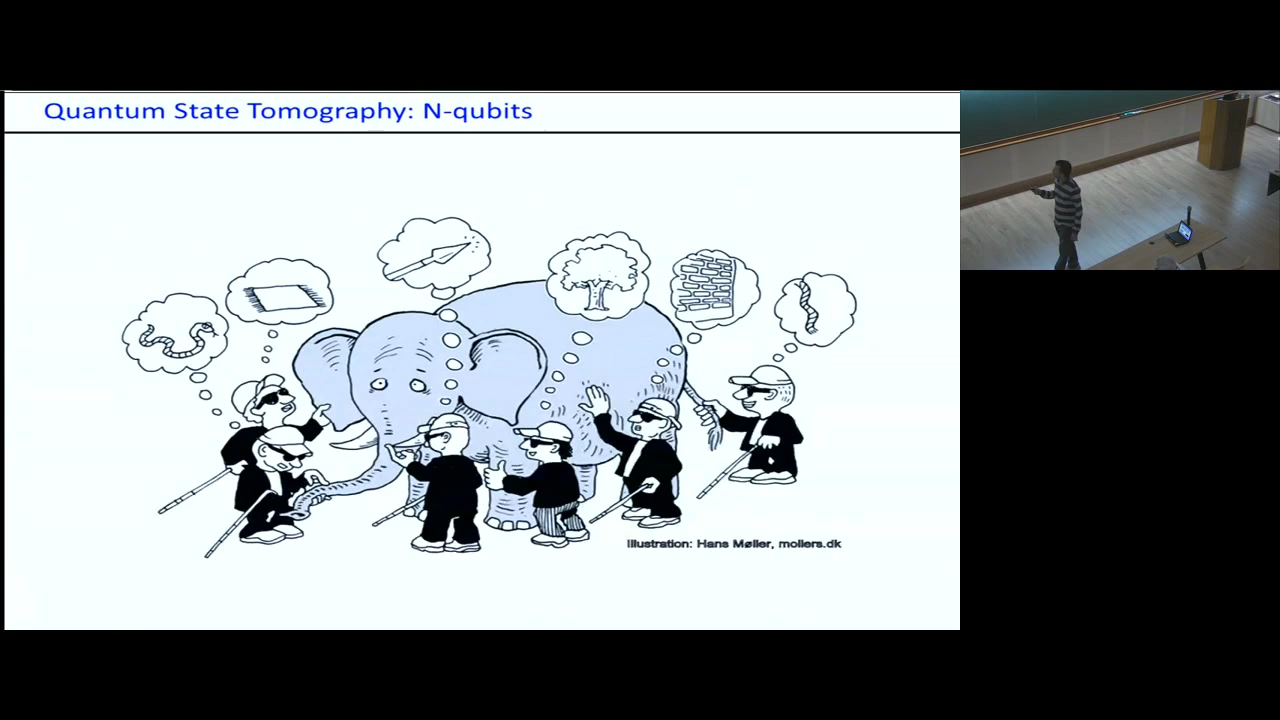 Quantum State Tomography: N-qubits
Illustration: Hans Møller, mollers.dk